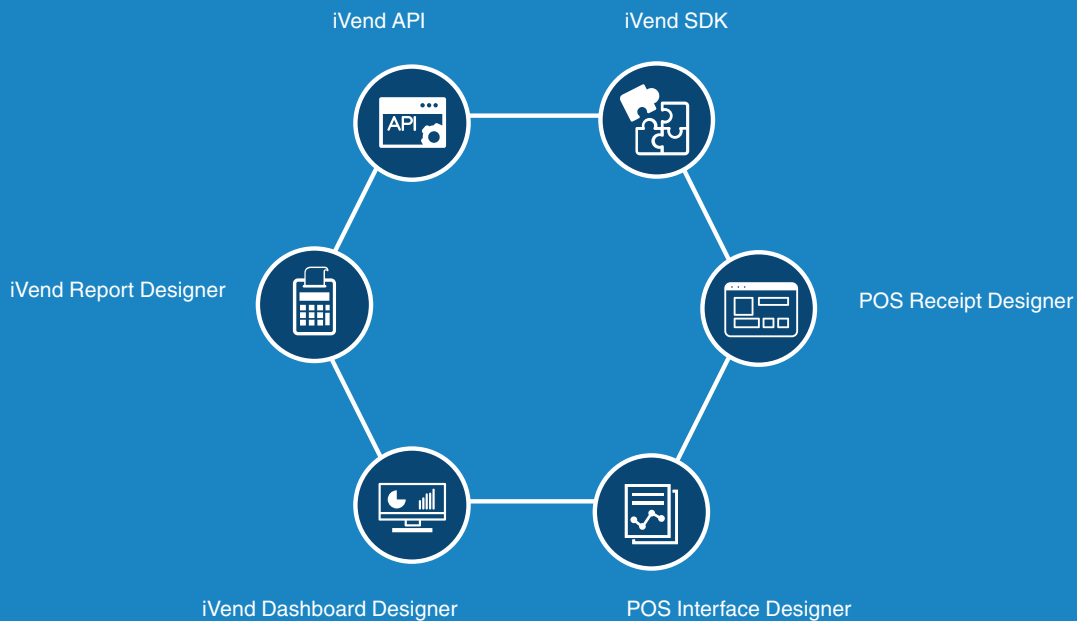 iVend API
iVend SDK
API
iVend Report Designer
POS Receipt Designer
iVend Dashboard Designer
POS Interface Designer